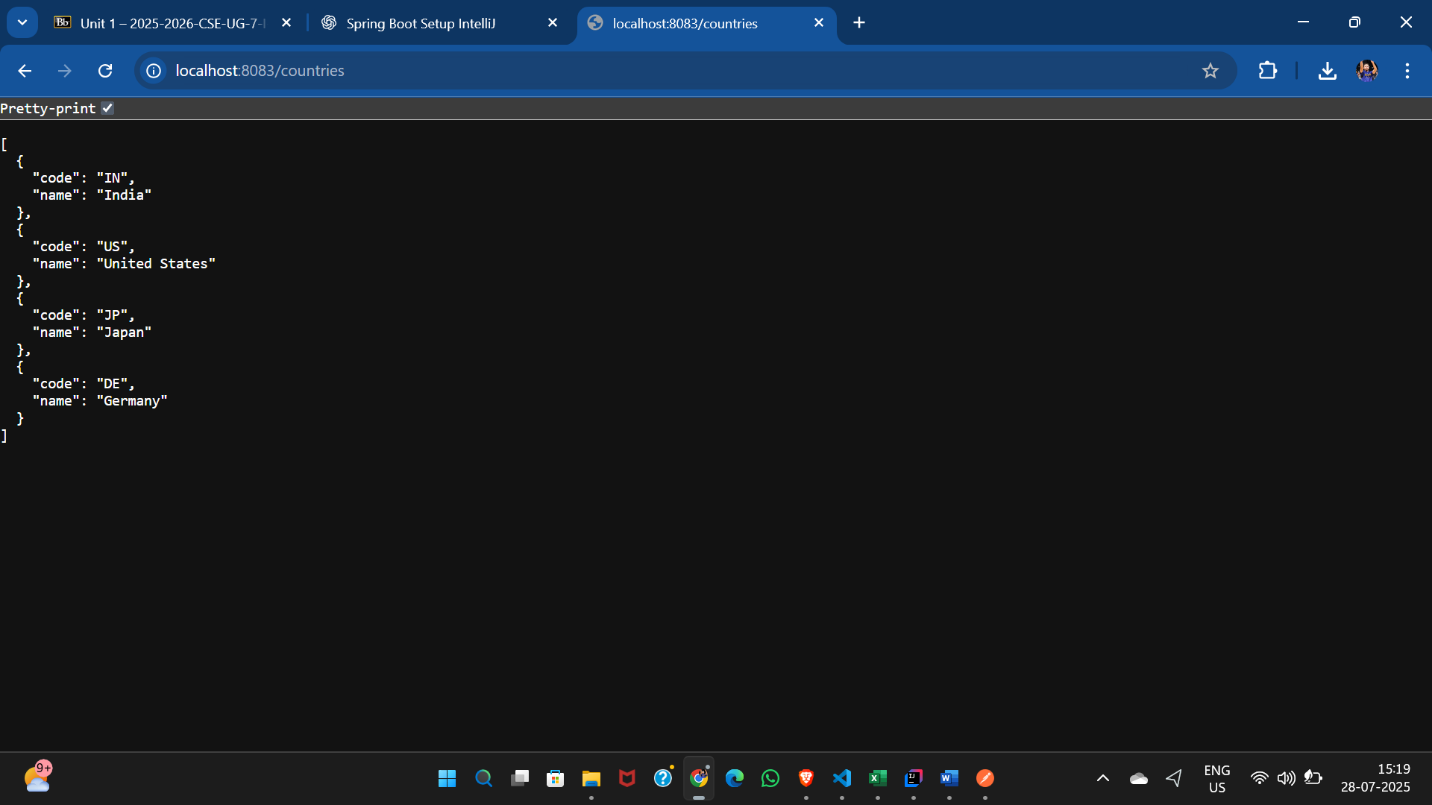 Unit 1 – 2025-2026-CSE-UG-7-
Spring Boot Setup IntelliJ
localhost:8083/countries
localhost:8083/countries
Pretty-print
[
  {
    "code": "IN",
    "name": "India"
  },
  {
    "code": "US",
    "name": "United States"
  },
  {
    "code": "JP",
    "name": "Japan"
  },
  {
    "code": "DE",
    "name": "Germany"
  }
]
9+
ENG
US
15:19
28-07-2025